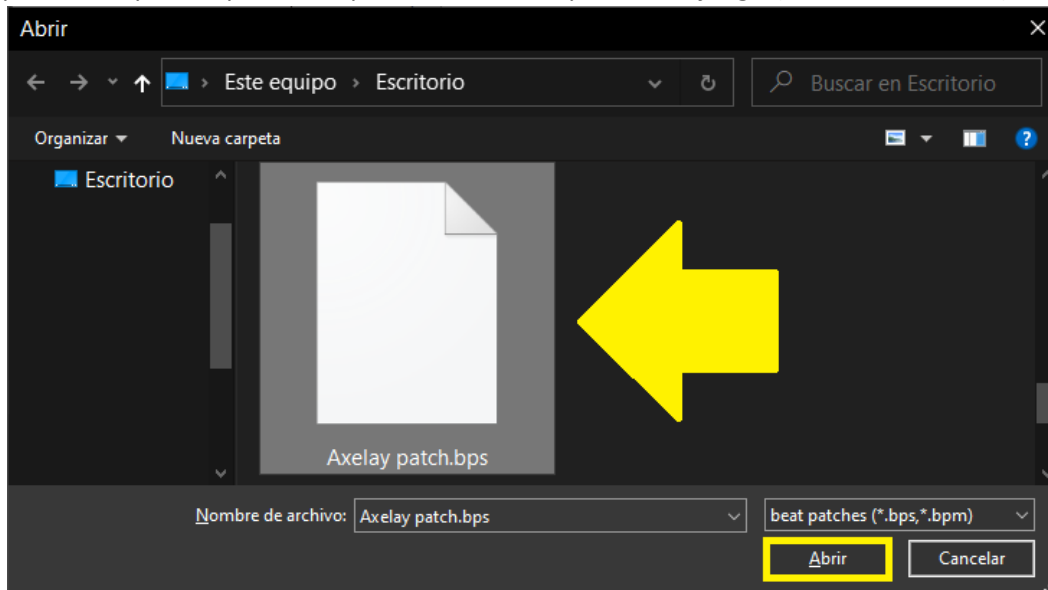 Abrir
Este equipo › Escritorio
Buscar en Escritorio
Organizar
Nueva carpeta
Escritorio
Axelay patch.bps
Nombre de archivo: Axelay patch.bps
beat patches (*.bps,*.bpm)
Abrir
Cancelar